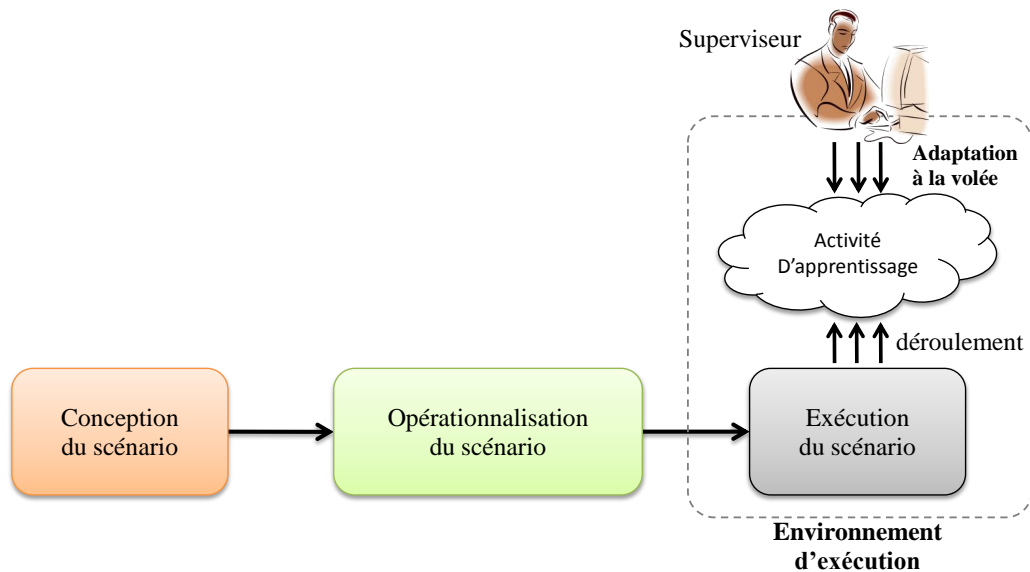 Superviseur
Adaptation
à la volée
Activité
D'apprentissage
déroulement
Conception
du scénario
Opérationnalisation
du scénario
Exécution
du scénario
Environnement
d'exécution